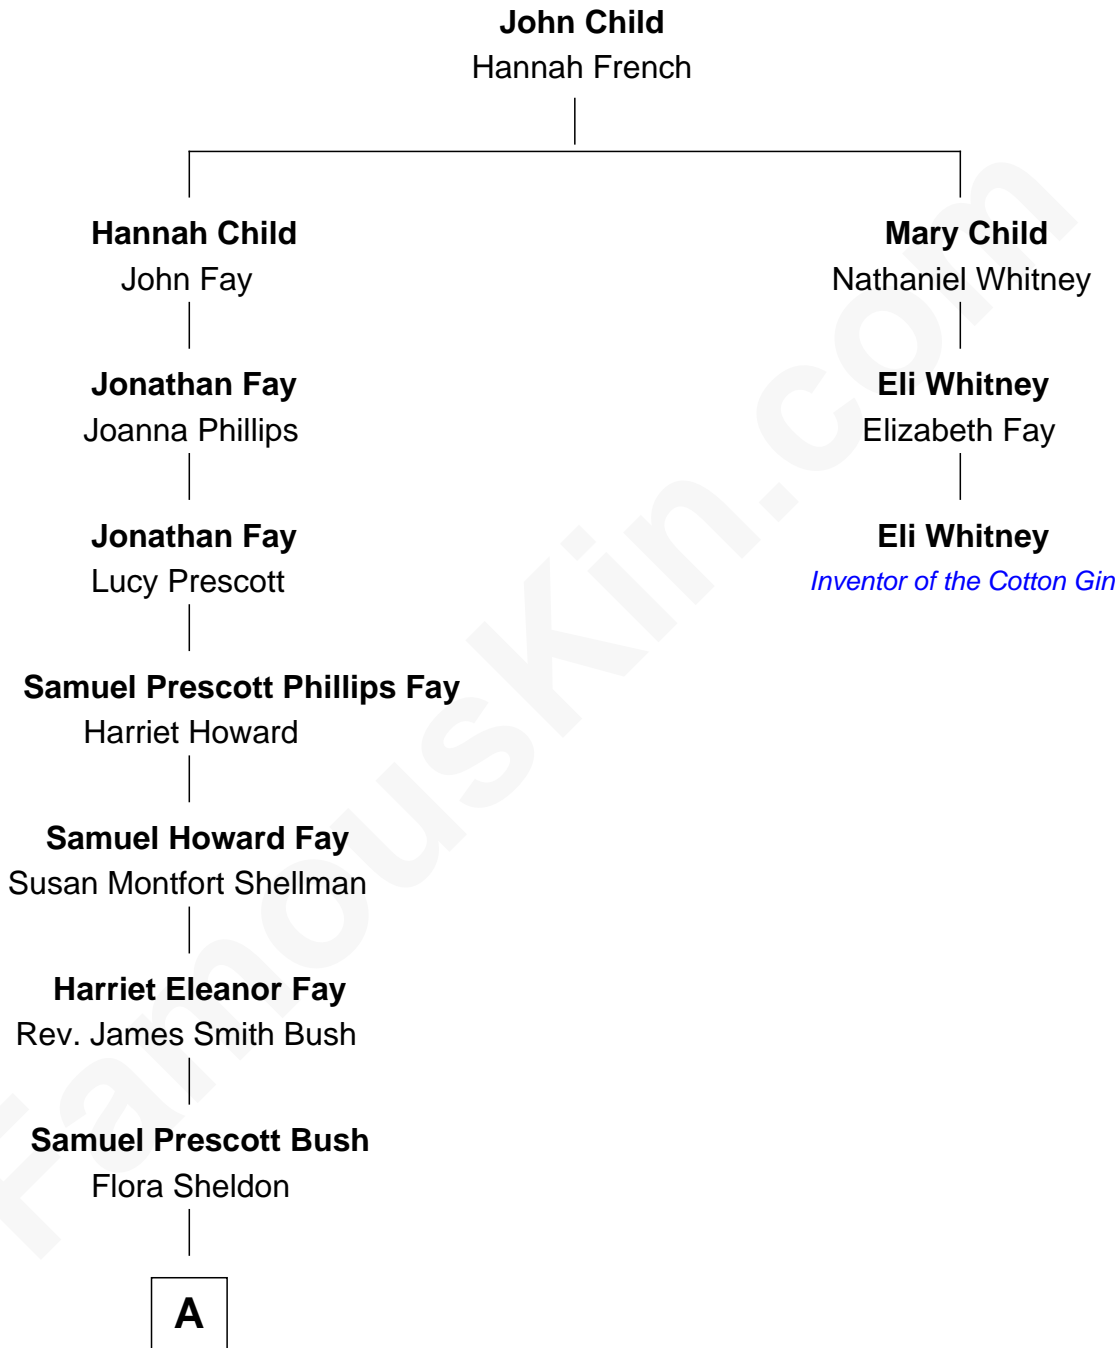 John Child
Hannah French
Hannah Child
John Fay
Mary Child
Nathaniel Whitney
Jonathan Fay
Joanna Phillips
Eli Whitney
Elizabeth Fay
Jonathan Fay
Lucy Prescott
Eli Whitney
Inventor of the Cotton Gin
Samuel Prescott Phillips Fay
Harriet Howard
Samuel Howard Fay
Susan Montfort Shellman
Harriet Eleanor Fay
Rev. James Smith Bush
Samuel Prescott Bush
Flora Sheldon
A
FamousKin.com